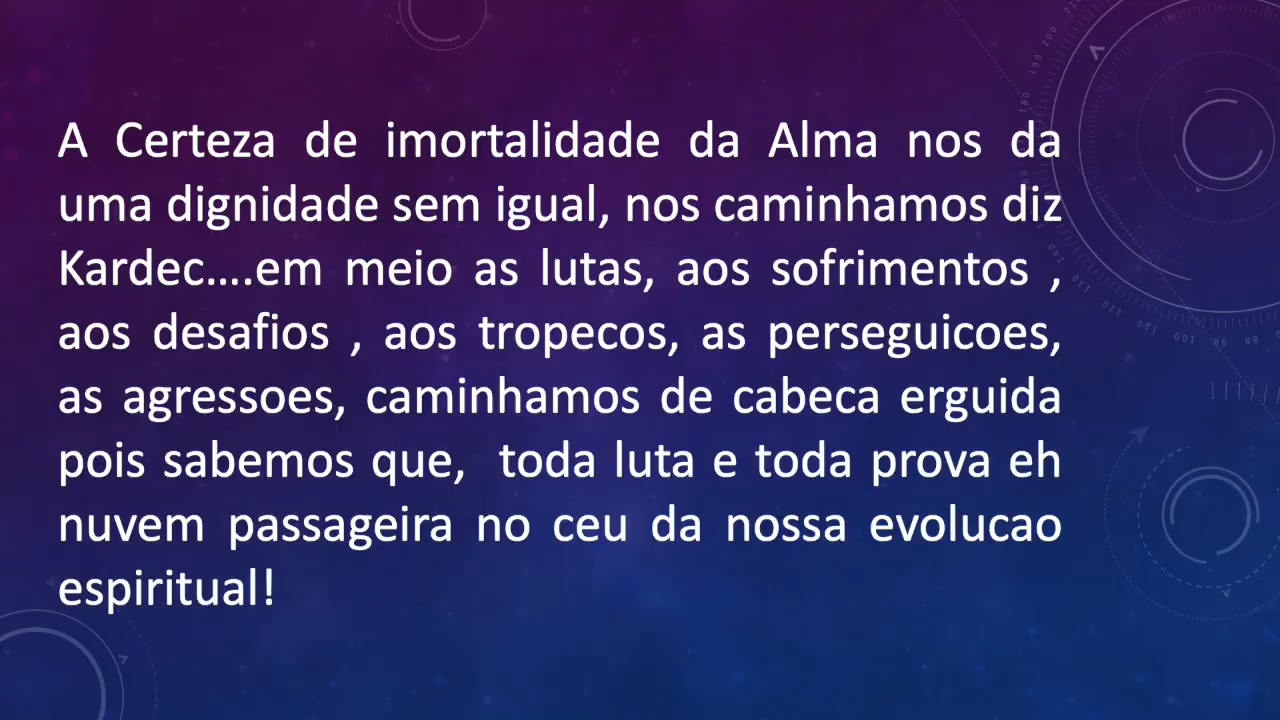 A Certeza de imortalidade da Alma nos da
uma dignidade sem igual, nos caminhamos diz
Kardec....em meio as lutas, aos sofrimentos ,
aos desafios , aos tropecos, as perseguicoes,
as agressoes, caminhamos de cabeca erguida
pois sabemos que,  toda luta e toda prova eh
nuvem passageira no ceu da nossa evolucao
espiritual!